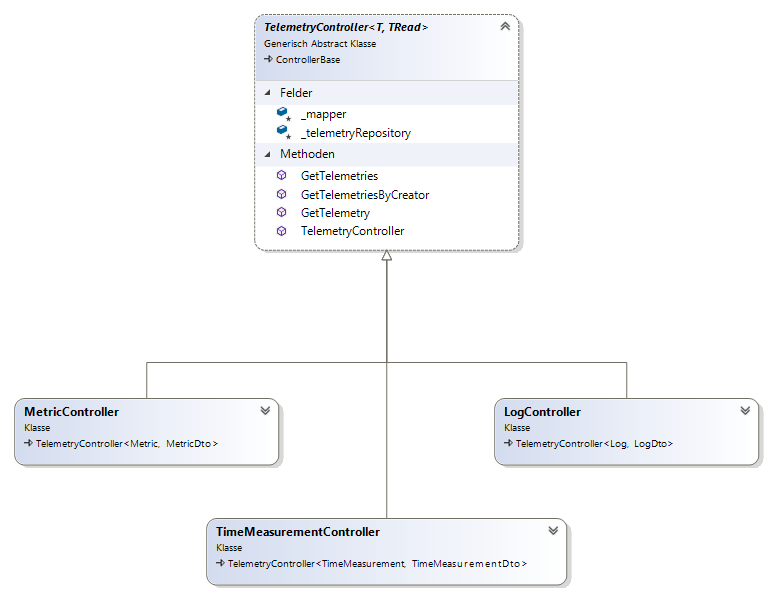 TelemetryController<T, TRead>
Generisch Abstract Klasse
ControllerBase
Felder
_mapper
_telemetryRepository
Methoden
GetTelemetries
GetTelemetriesByCreator
GetTelemetry
TelemetryController
MetricController
Klasse
TelemetryController<Metric, MetricDto>
LogController
Klasse
TelemetryController<Log, LogDto>
TimeMeasurementController
Klasse
TelemetryController<TimeMeasurement, TimeMeasurementDto>